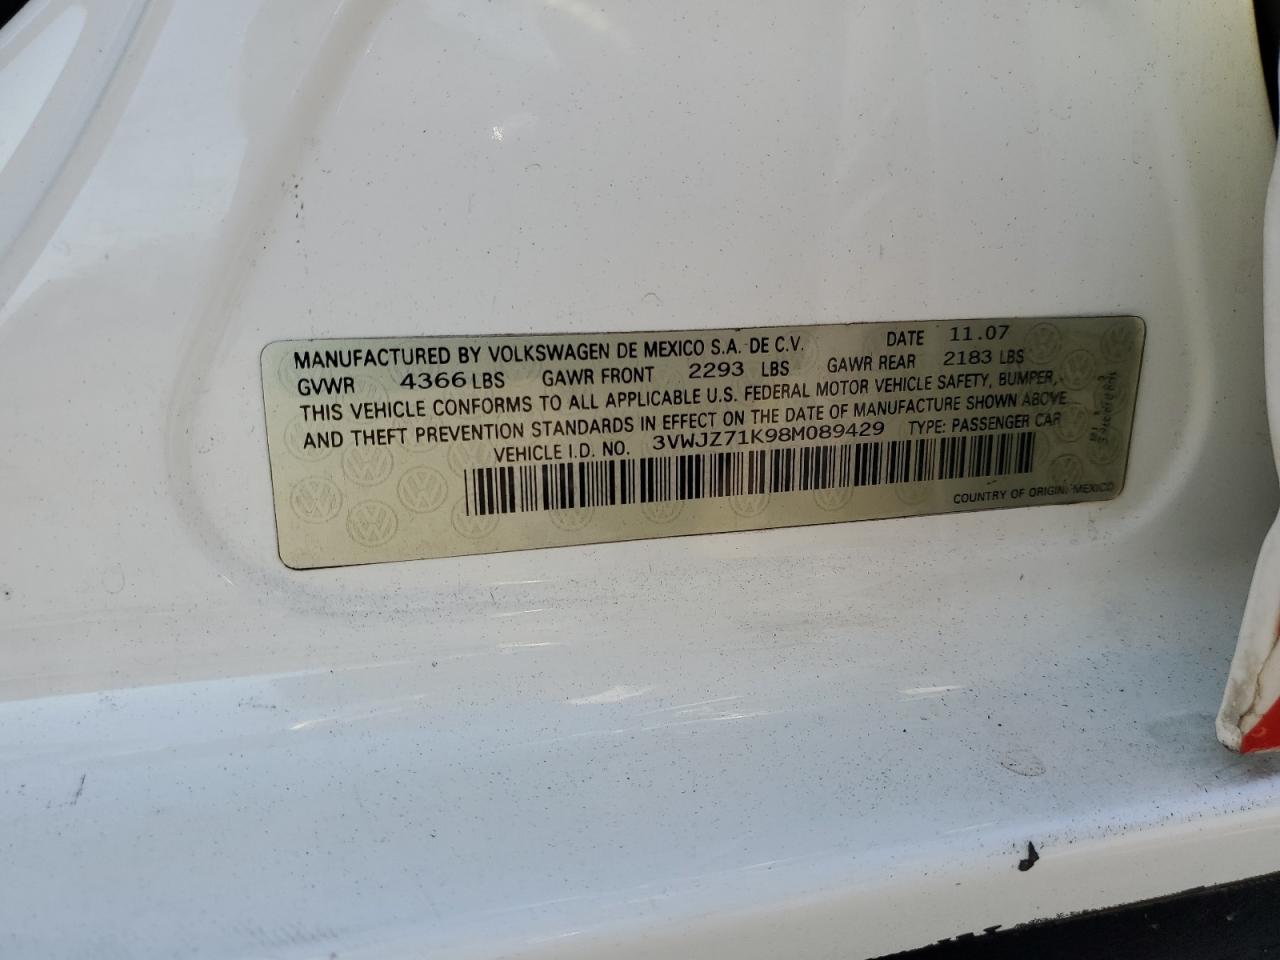 MANUFACTURED BY VOLKSWAGEN DE MEXICO S.A. DE C.V. DATE 11.07
GVWR 4366 LBS GAWR FRONT 2293 LBS GAWR REAR 2183 LBS
THIS VEHICLE CONFORMS TO ALL APPLICABLE U.S. FEDERAL MOTOR VEHICLE SAFETY, BUMPER,
AND THEFT PREVENTION STANDARDS IN EFFECT ON THE DATE OF MANUFACTURE SHOWN ABOVE
VEHICLE I.D. NO. 3VWJZ71K98M089429 TYPE: PASSENGER CAR
COUNTRY OF ORIGIN: MEXICO